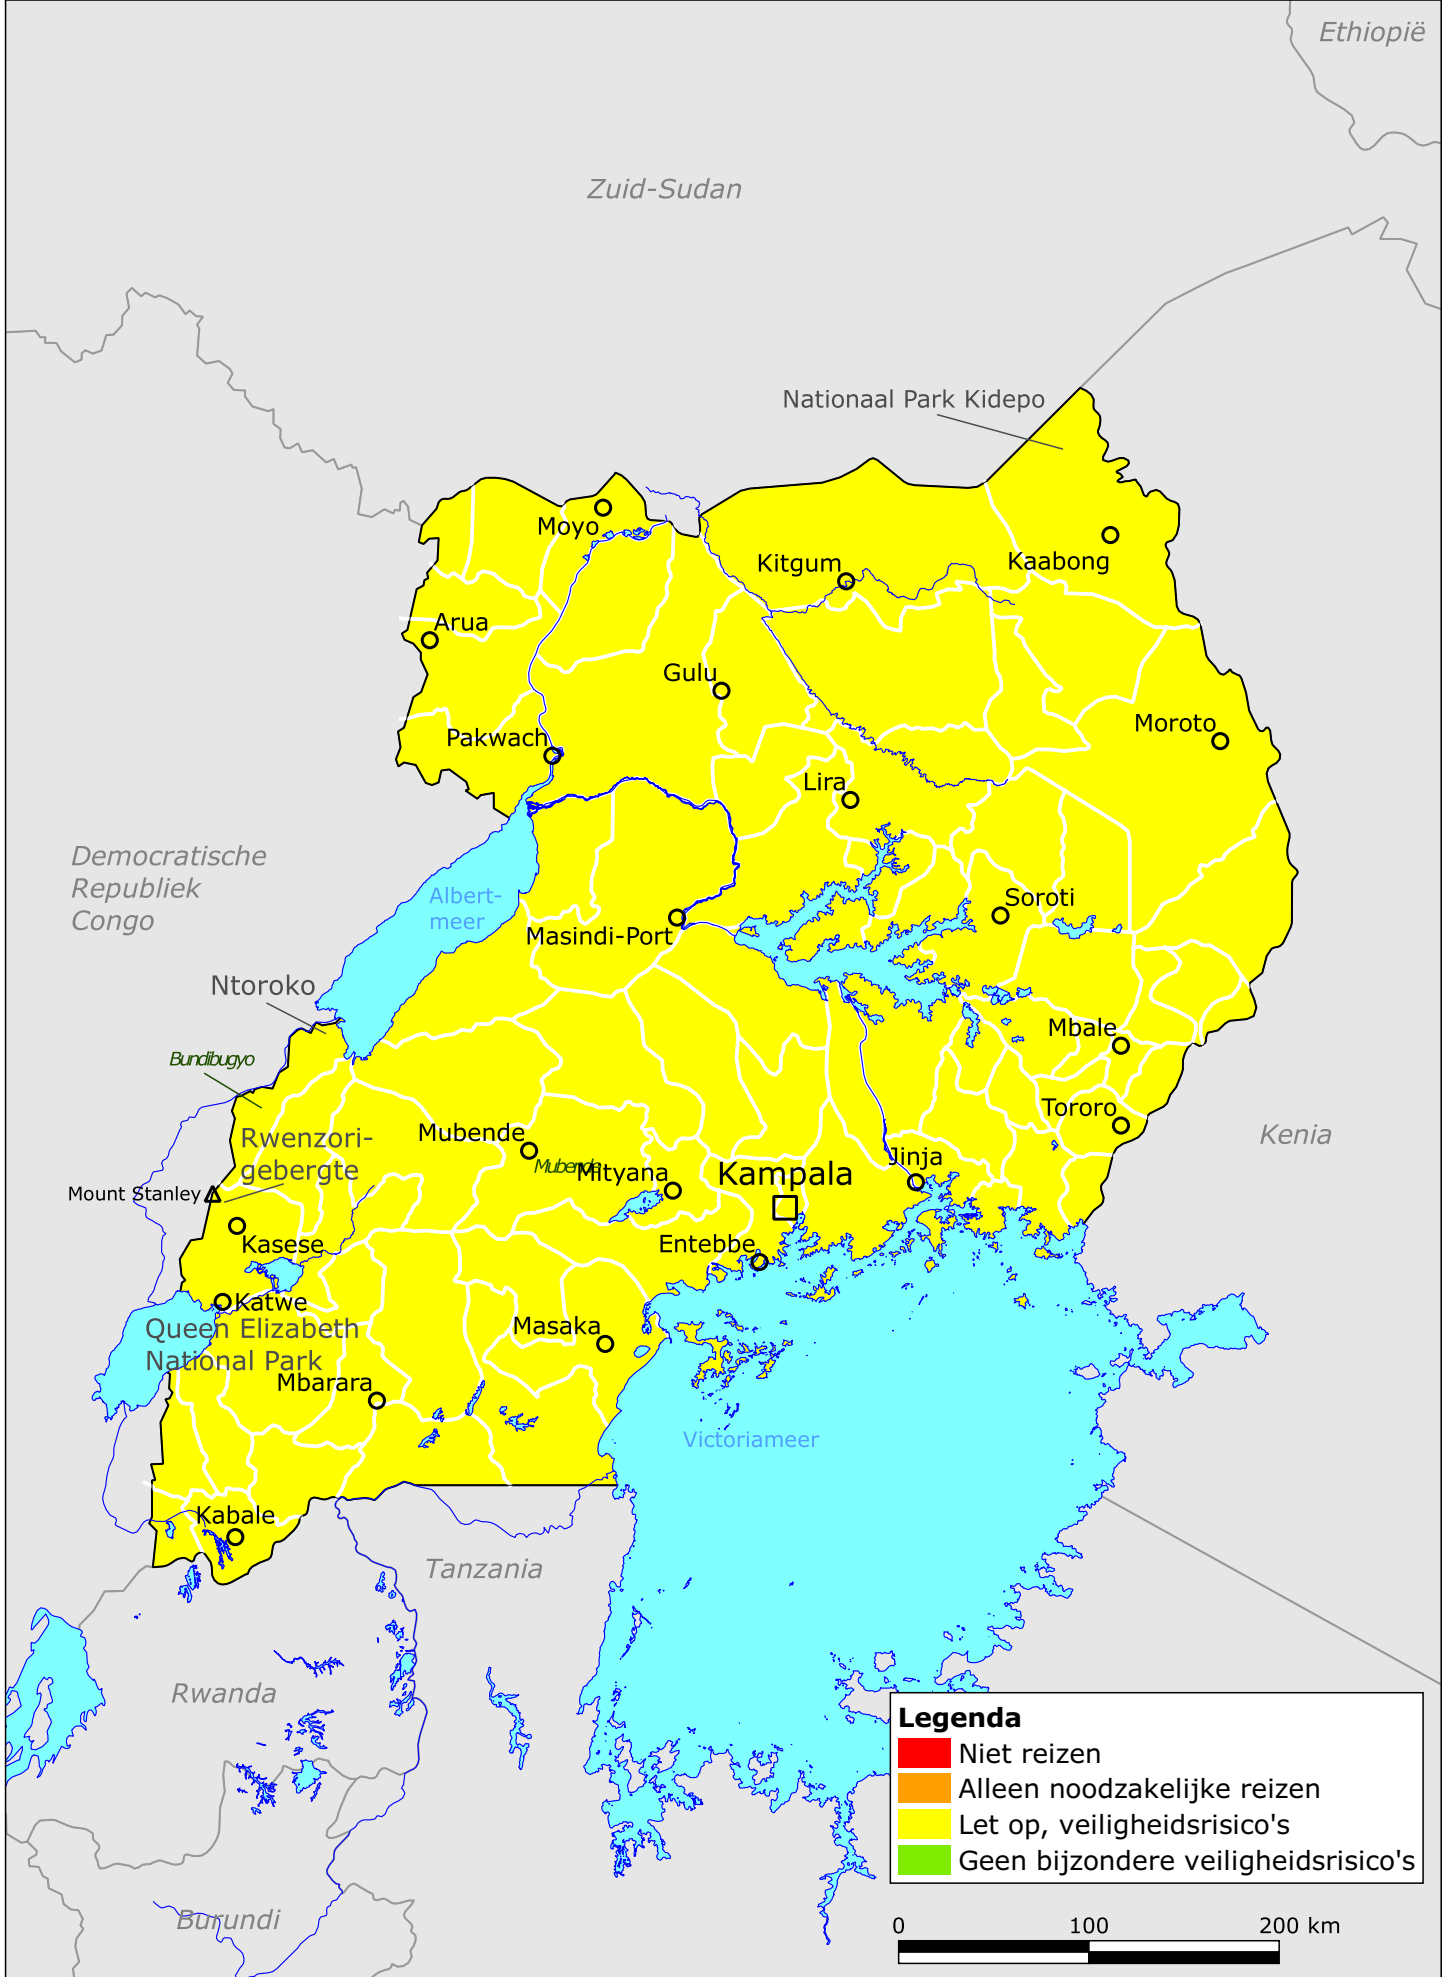 Ethiopië
Zuid-Sudan
Nationaal Park Kidepo
Moyo
Kitgum
Kaabong
Arua
Gulu
Moroto
Pakwach
Lira
Democratische
Republiek
Congo
Albert-
meer
Soroti
Masindi-Port
Ntoroko
Mbale
Bundibugyo
Tororo
Kenia
Rwenzori-
gebergte
Mubende
Mubende
Mityana
Kampala
Jinja
Mount Stanley
Kasese
Entebbe
Katwe
Queen Elizabeth
National Park
Masaka
Mbarara
Victoriameer
Kabale
Tanzania
Rwanda
Burundi
Legenda
Niet reizen
Alleen noodzakelijke reizen
Let op, veiligheidsrisico's
Geen bijzondere veiligheidsrisico's
0 100 200 km